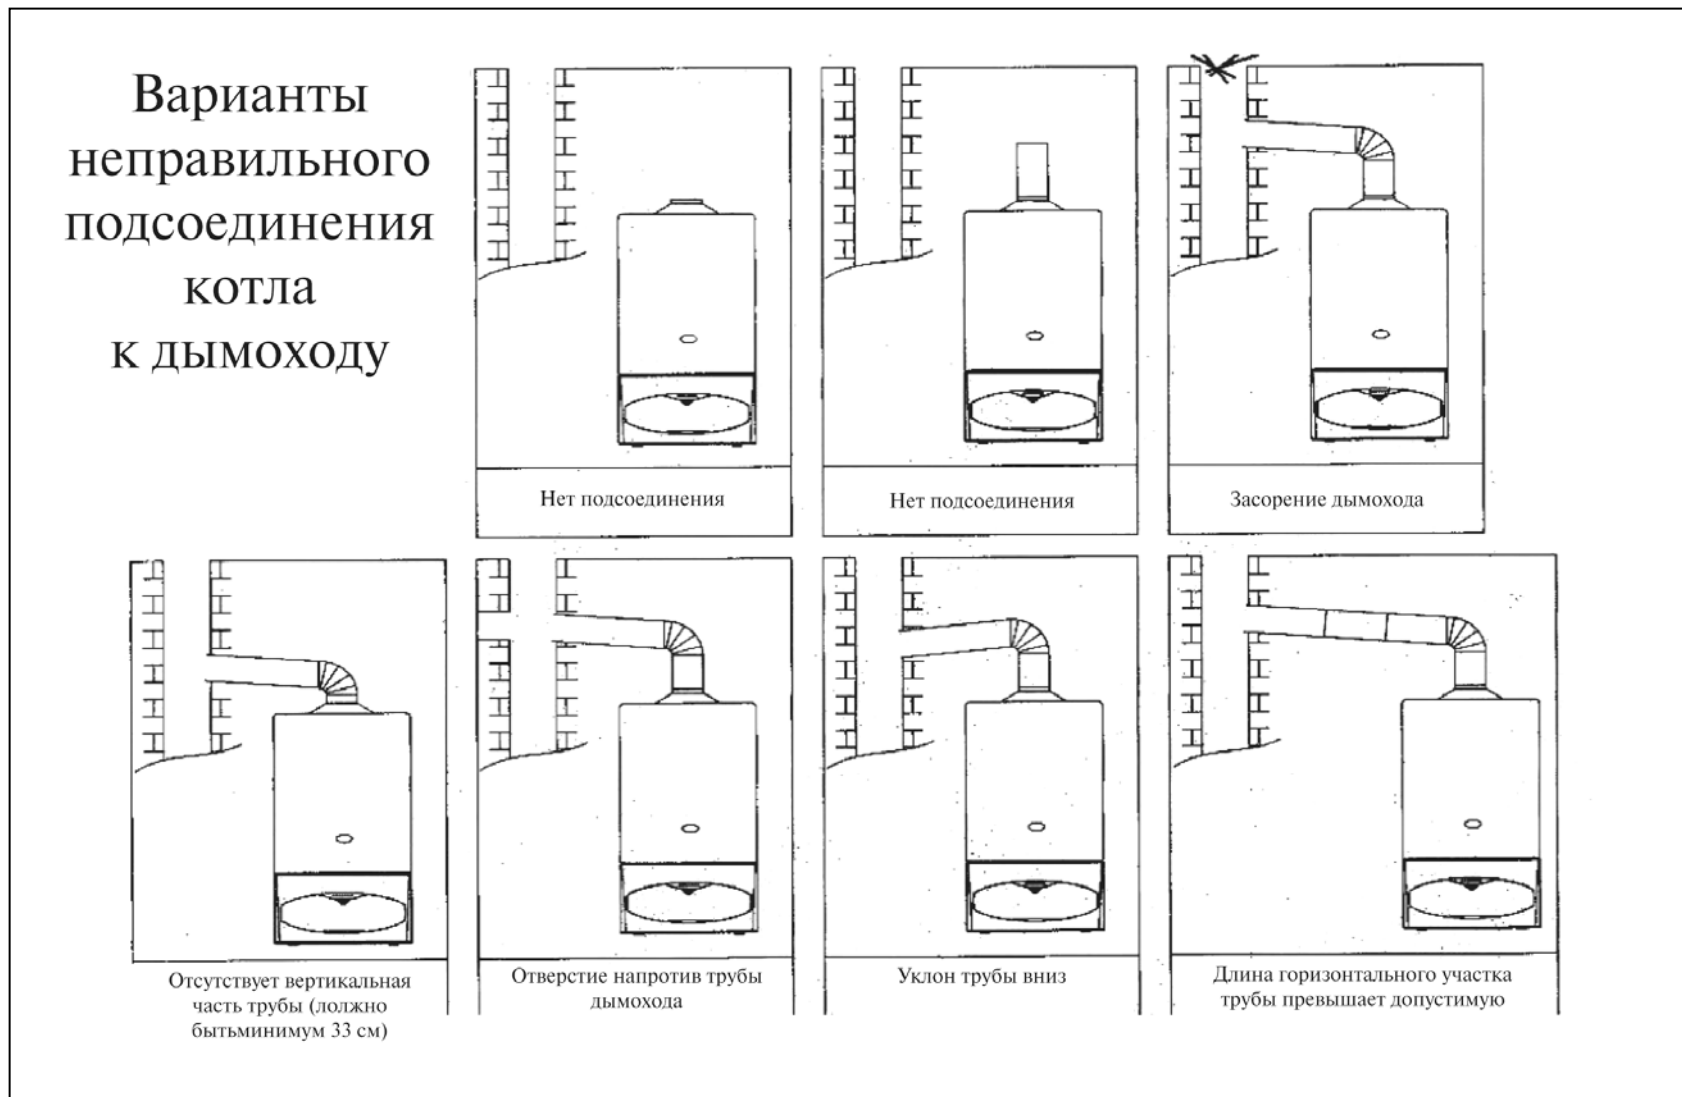 Варианты
неправильного
подсоединения
котла
к дымоходу
Нет подсоединения
Нет подсоединения
Засорение дымохода
Отсутствует вертикальная
часть трубы (лолжно
бытьминимум 33 см)
Отверстие напротив трубы
дымохода
Уклон трубы вниз
Длина горизонтального участка
трубы превышает допустимую